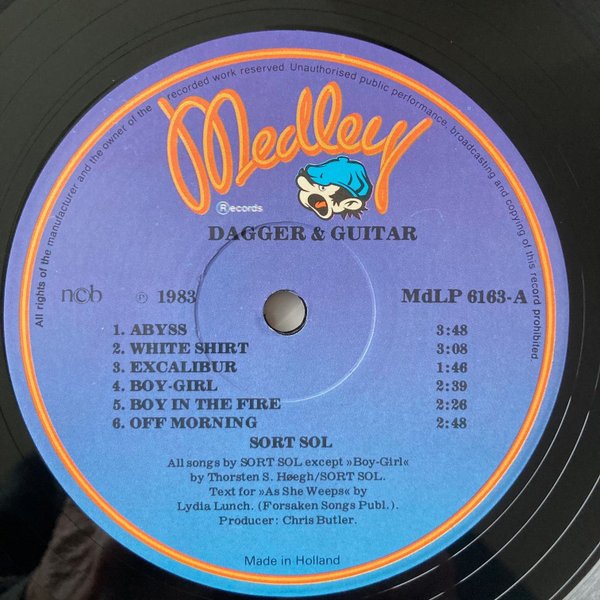 All rights of the manufacturer and the owner of the recorded work reserved. Unauthorised public performance, broadcasting and copying of this record prohibited.
Medley
Records
DAGGER & GUITAR
ncb ℗ 1983 MdLP 6163-A
1. ABYSS 3:48
2. WHITE SHIRT 3:08
3. EXCALIBUR 1:46
4. BOY-GIRL 2:39
5. BOY IN THE FIRE 2:26
6. OFF MORNING 2:48
SORT SOL
All songs by SORT SOL except »Boy-Girl«
by Thorsten S. Høegh/SORT SOL.
Text for »As She Weeps« by
Lydia Lunch. (Forsaken Songs Publ.).
Producer: Chris Butler.
Made in Holland